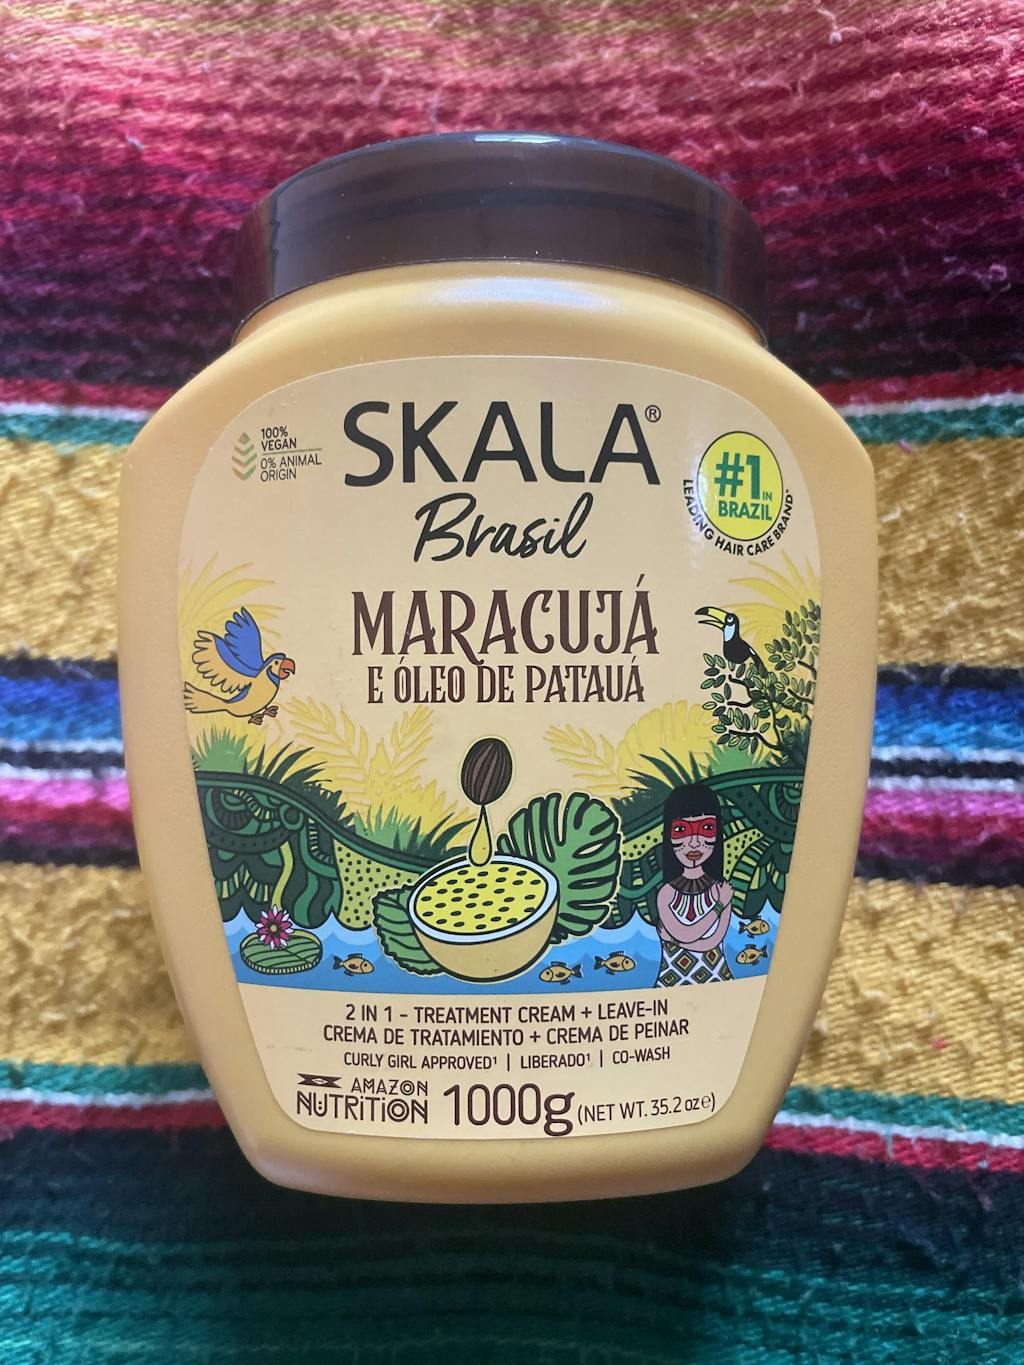 SKALA®
Brasil
100%
VEGAN
0% ANIMAL
ORIGIN
#1 IN
BRAZIL
LEADING HAIR CARE BRAND
MARACUJÁ
E ÓLEO DE PATAUÁ
2 IN 1 - TREATMENT CREAM + LEAVE-IN
CREMA DE TRATAMIENTO + CREMA DE PEINAR
CURLY GIRL APPROVED¹ | LIBERADO¹ | CO-WASH
AMAZON
NUTRITION
1000g (NET WT. 35.2 oz ℮)